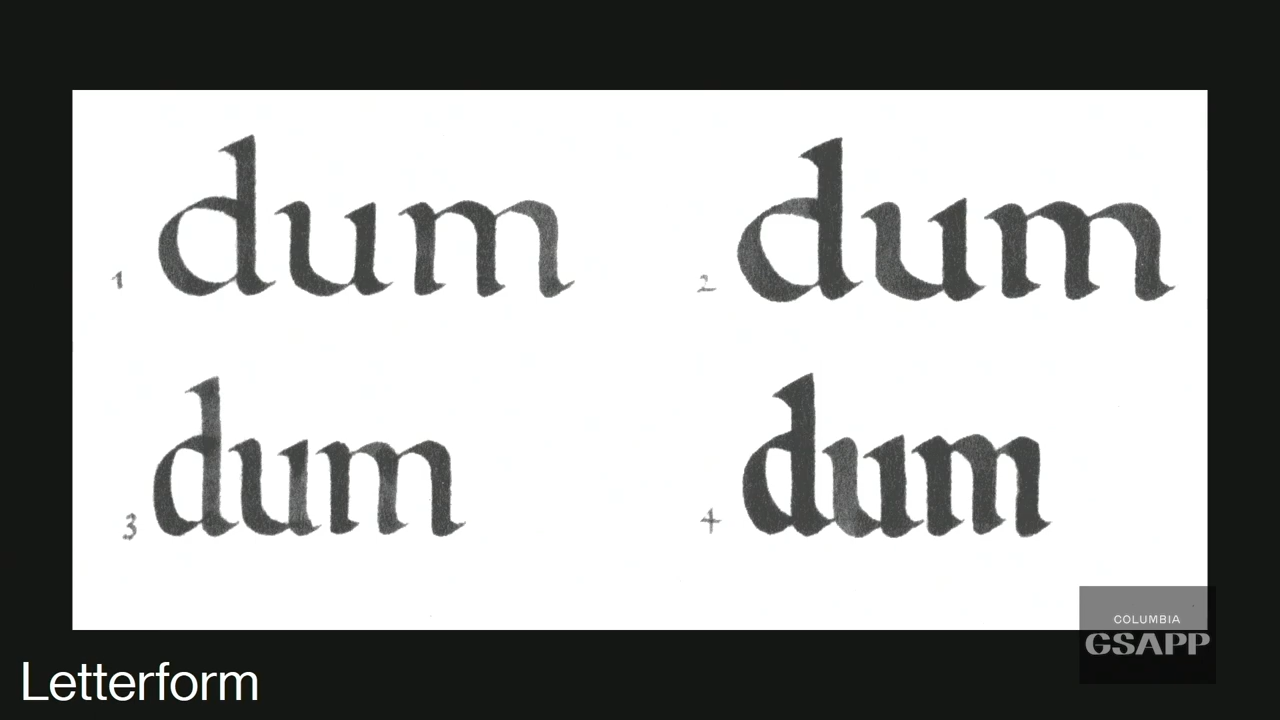 1 dum
2 dum
3 dum
4 dum
COLUMBIA
GSAPP
Letterform